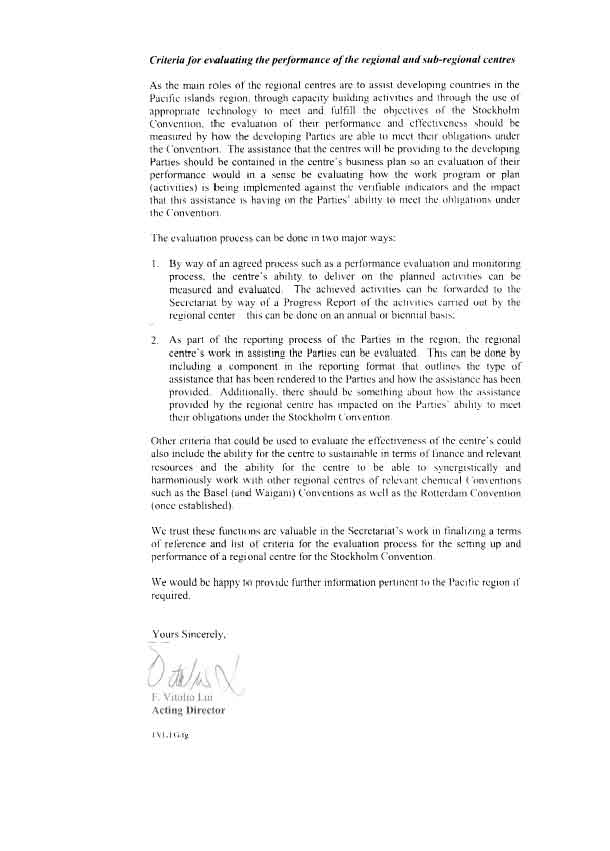 Criteria for evaluating the performance of the regional and sub-regional centres
As the main roles of the regional centres are to assist developing countries in the
Pacific islands region, through capacity building activities and through the use of
appropriate technology to meet and fulfill the objectives of the Stockholm
Convention, the evaluation of their performance and effectiveness should be
measured by how the developing Parties are able to meet their obligations under
the Convention. The assistance that the centres will be providing to the developing
Parties should be contained in the centre's business plan so an evaluation of their
performance would in a sense be evaluating how the work program or plan
(activities) is being implemented against the verifiable indicators and the impact
that this assistance is having on the Parties' ability to meet the obligations under
the Convention.
The evaluation process can be done in two major ways:
1. By way of an agreed process such as a performance evaluation and monitoring
process, the centre's ability to deliver on the planned activities can be
measured and evaluated. The achieved activities can be forwarded to the
Secretariat by way of a Progress Report of the activities carried out by the
regional center this can be done on an annual or biennial basis;
2. As part of the reporting process of the Parties in the region, the regional
centre's work in assisting the Parties can be evaluated. This can be done by
including a component in the reporting format that outlines the type of
assistance that has been rendered to the Parties and how the assistance has been
provided. Additionally, there should be something about how the assistance
provided by the regional centre has impacted on the Parties' ability to meet
their obligations under the Stockholm Convention.
Other criteria that could be used to evaluate the effectiveness of the centre's could
also include the ability for the centre to sustainable in terms of finance and relevant
resources and the ability for the centre to be able to synergistically and
harmoniously work with other regional centres of relevant chemical Conventions
such as the Basel (and Waigani) Conventions as well as the Rotterdam Convention
(once established).
We trust these functions are valuable in the Secretariat's work in finalizing a terms
of reference and list of criteria for the evaluation process for the setting up and
performance of a regional centre for the Stockholm Convention.
We would be happy to provide further information pertinent to the Pacific region if
required.
Yours Sincerely,
F. Vitolio Lui
Acting Director